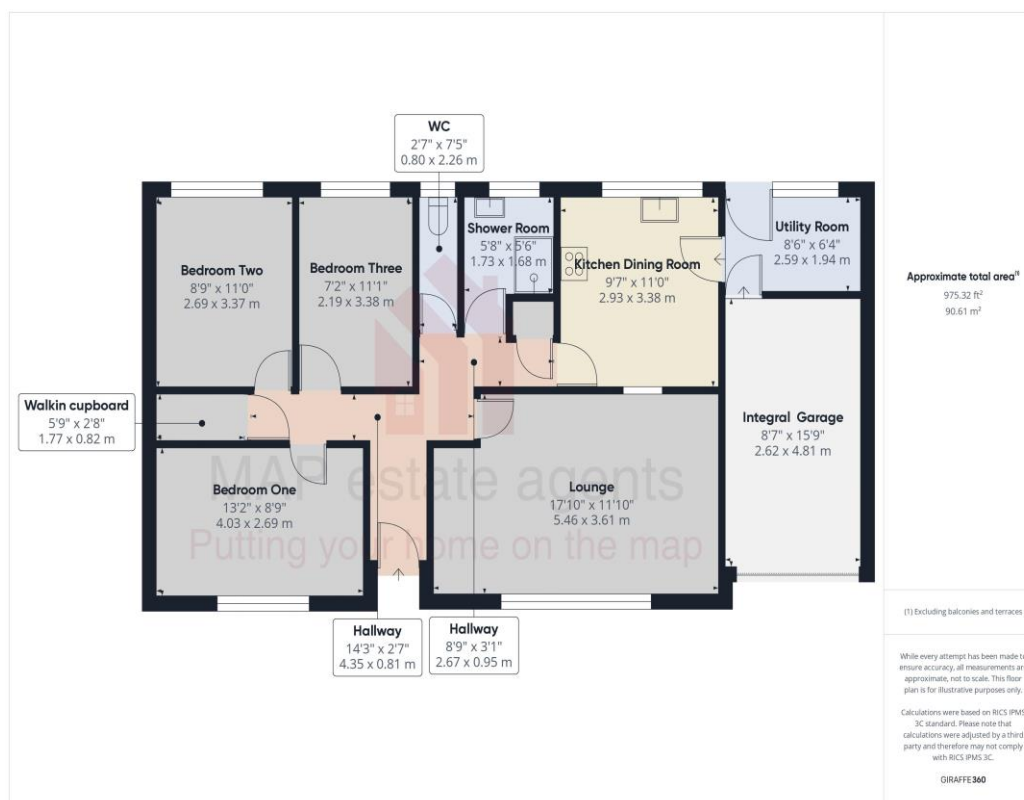 WC
2'7" x 7'5"
0.80 x 2.26 m
Bedroom Two
8'9" x 11'0"
2.69 x 3.37 m
Bedroom Three
7'2" x 11'1"
2.19 x 3.38 m
Shower Room
5'8" x 5'6"
1.73 x 1.68 m
Kitchen Dining Room
9'7" x 11'0"
2.93 x 3.38 m
Utility Room
8'6" x 6'4"
2.59 x 1.94 m
Walkin cupboard
5'9" x 2'8"
1.77 x 0.82 m
Integral Garage
8'7" x 15'9"
2.62 x 4.81 m
Bedroom One
13'2" x 8'9"
4.03 x 2.69 m
Lounge
17'10" x 11'10"
5.46 x 3.61 m
MAP estate agents
Putting your home on the map
Hallway
14'3" x 2'7"
4.35 x 0.81 m
Hallway
8'9" x 3'1"
2.67 x 0.95 m
Approximate total area(1)
975.32 ft²
90.61 m²
(1) Excluding balconies and terraces
While every attempt has been made to
ensure accuracy, all measurements are
approximate, not to scale. This floor
plan is for illustrative purposes only.
Calculations were based on RICS IPMS
3C standard. Please note that
calculations were adjusted by a third
party and therefore may not comply
with RICS IPMS 3C.
GIRAFFE360